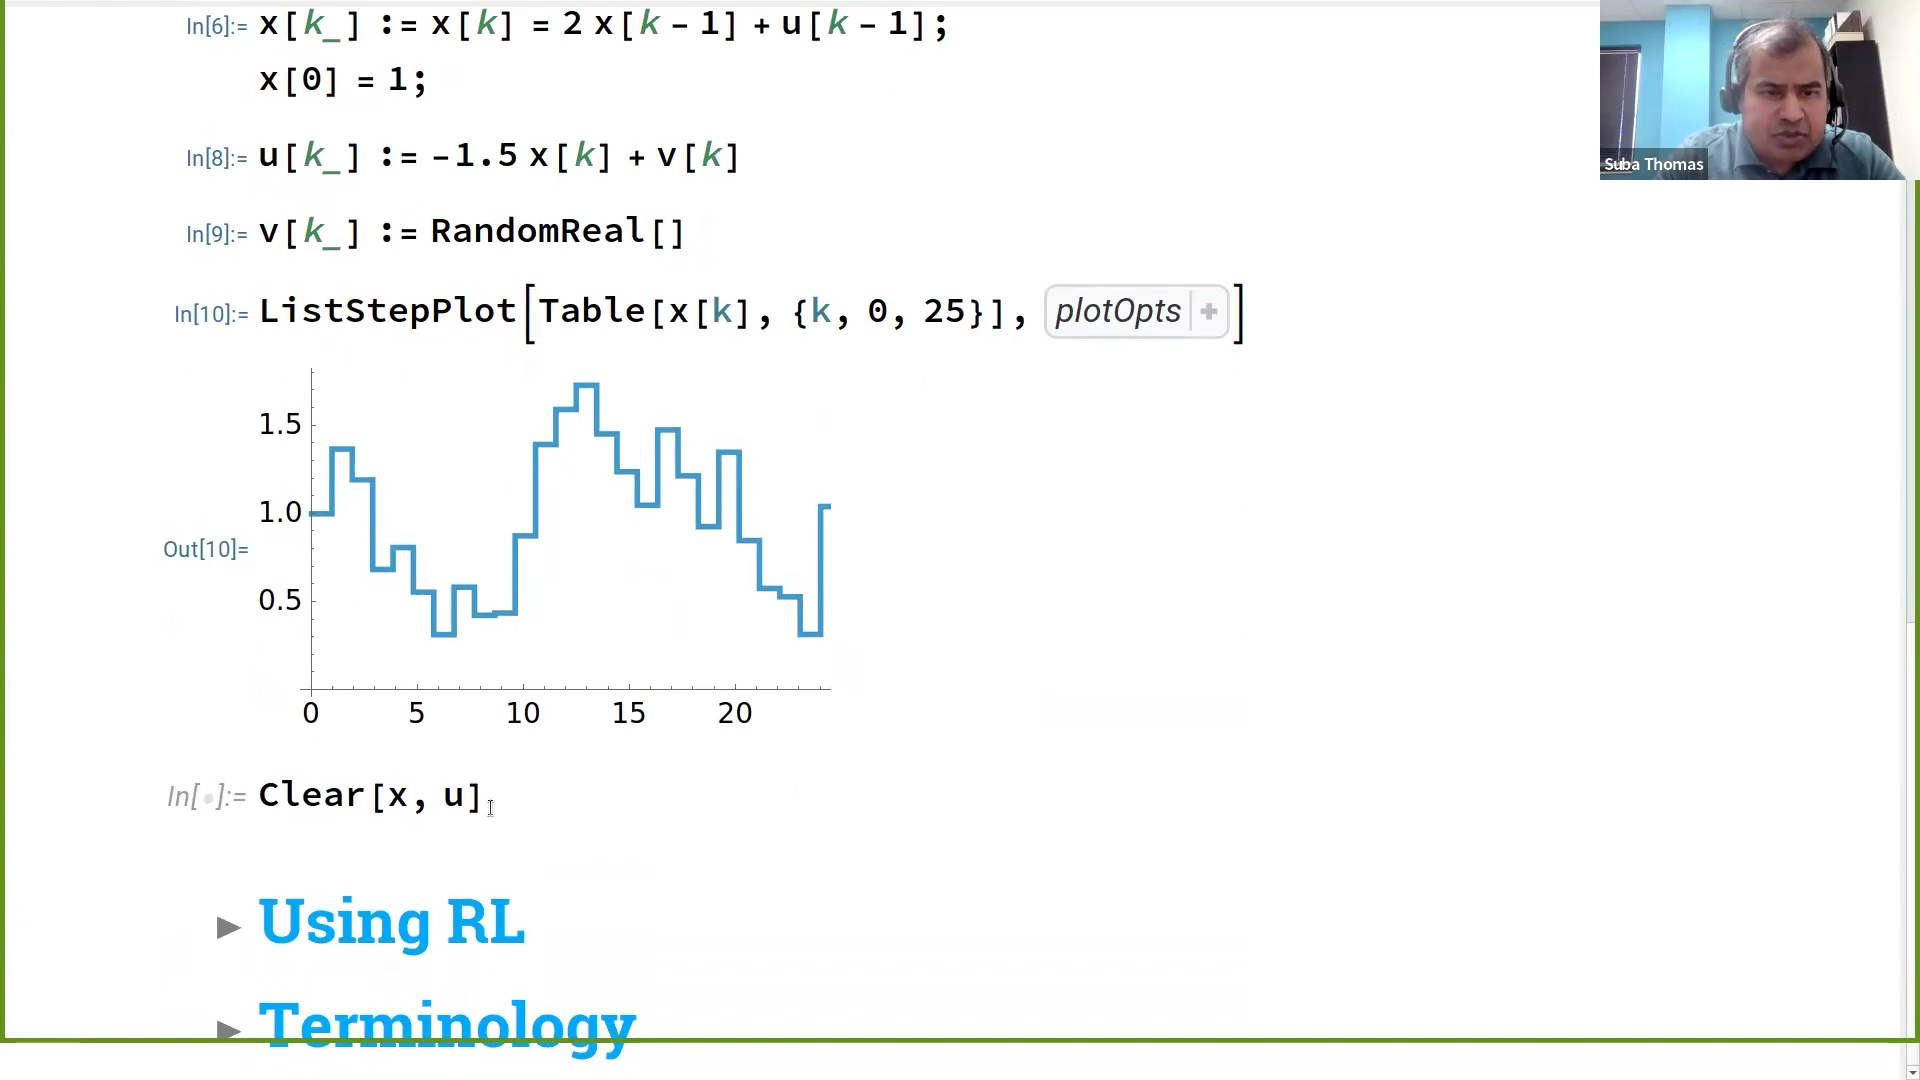 In[6]:= x[k_] := x[k] = 2 x[k - 1] + u[k - 1];
x[0] = 1;
Suba Thomas
In[8]:= u[k_] := -1.5 x[k] + v[k]
In[9]:= v[k_] := RandomReal[]
In[10]:= ListStepPlot[Table[x[k], {k, 0, 25}], plotOpts +]
1.5
1.0
Out[10]=
0.5
0 5 10 15 20
In[ ]:= Clear[x, u]
Using RL
Terminology